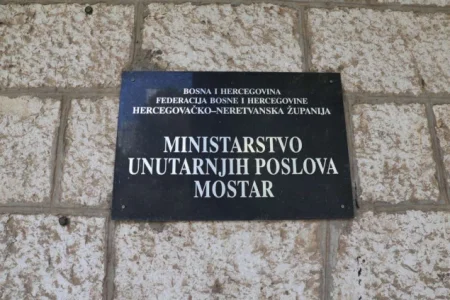 BOSNA I HERCEGOVINA
FEDERACIJA BOSNE I HERCEGOVINE
HERCEGOVAČKO-NERETVANSKA ŽUPANIJA
MINISTARSTVO
UNUTARNJIH POSLOVA
MOSTAR